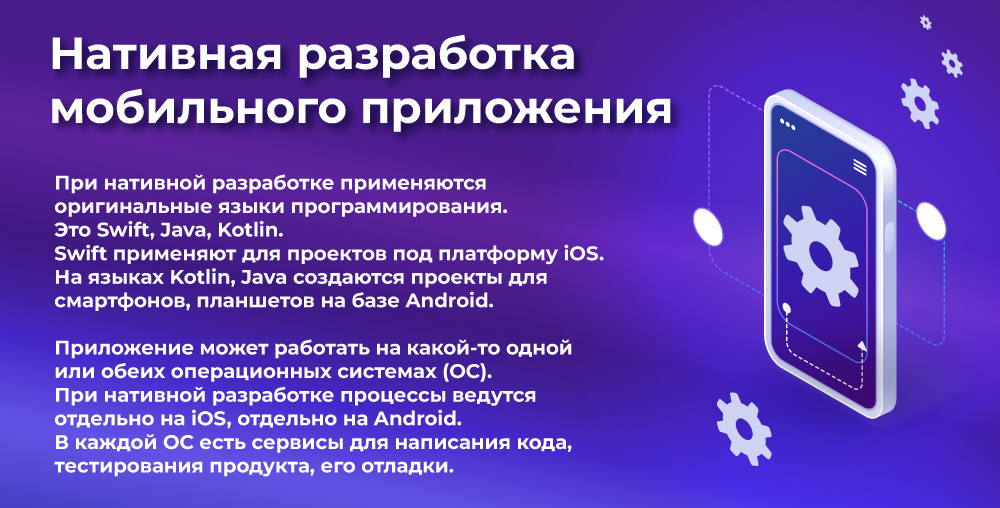 Нативная разработка
мобильного приложения
При нативной разработке применяются
оригинальные языки программирования.
Это Swift, Java, Kotlin.
Swift применяют для проектов под платформу iOS.
На языках Kotlin, Java создаются проекты для
смартфонов, планшетов на базе Android.
Приложение может работать на какой-то одной
или обеих операционных системах (ОС).
При нативной разработке процессы ведутся
отдельно на iOS, отдельно на Android.
В каждой ОС есть сервисы для написания кода,
тестирования продукта, его отладки.